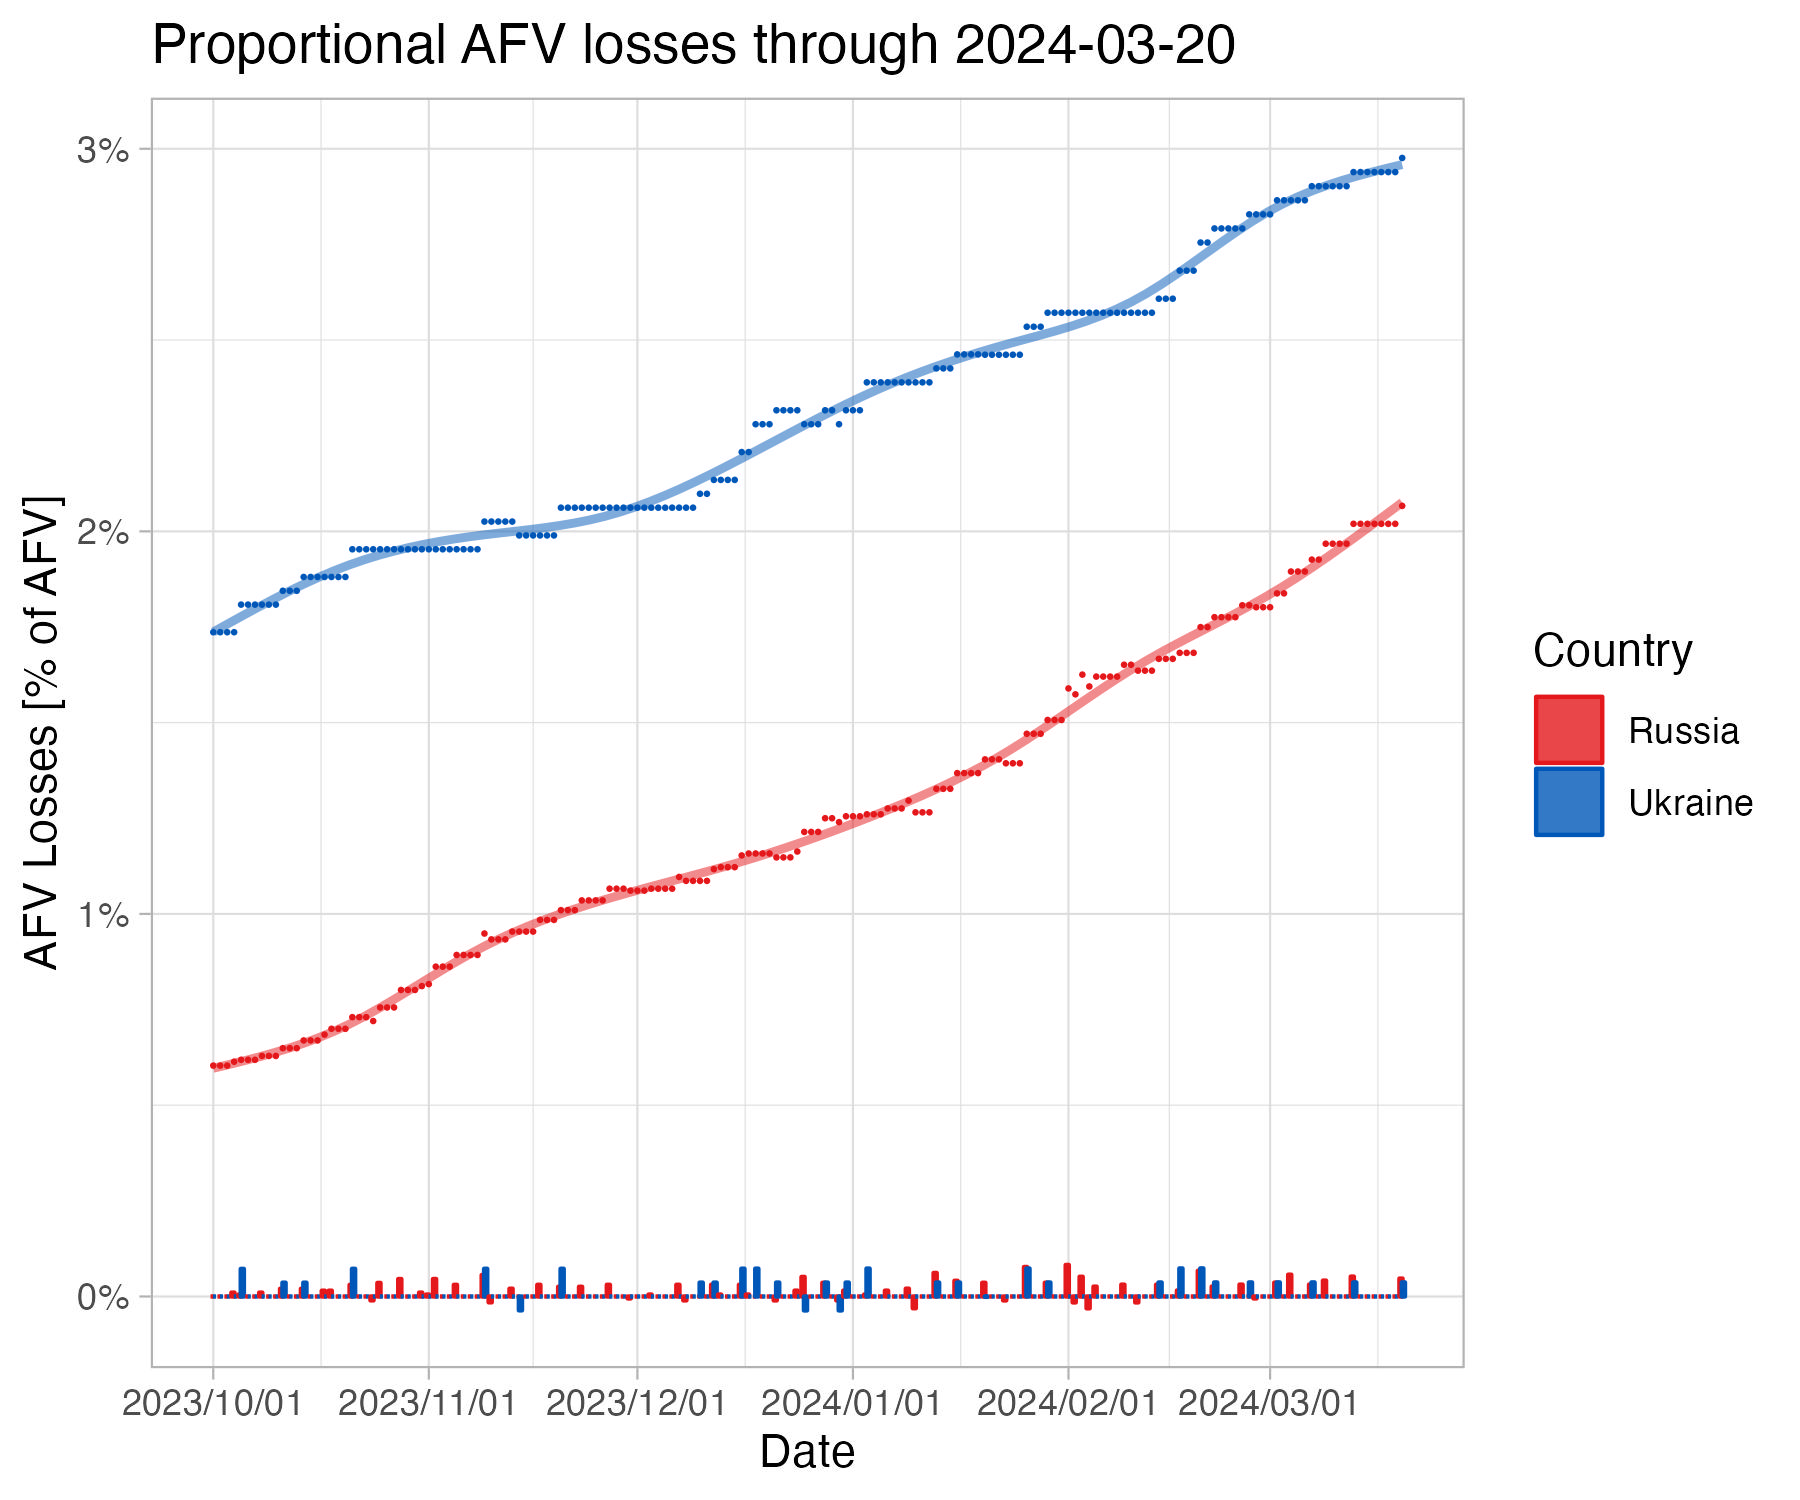 Proportional AFV losses through 2024-03-20
3%
2%
1%
0%
AFV Losses [% of AFV]
2023/10/01 2023/11/01 2023/12/01 2024/01/01 2024/02/01 2024/03/01
Date
Country
Russia
Ukraine